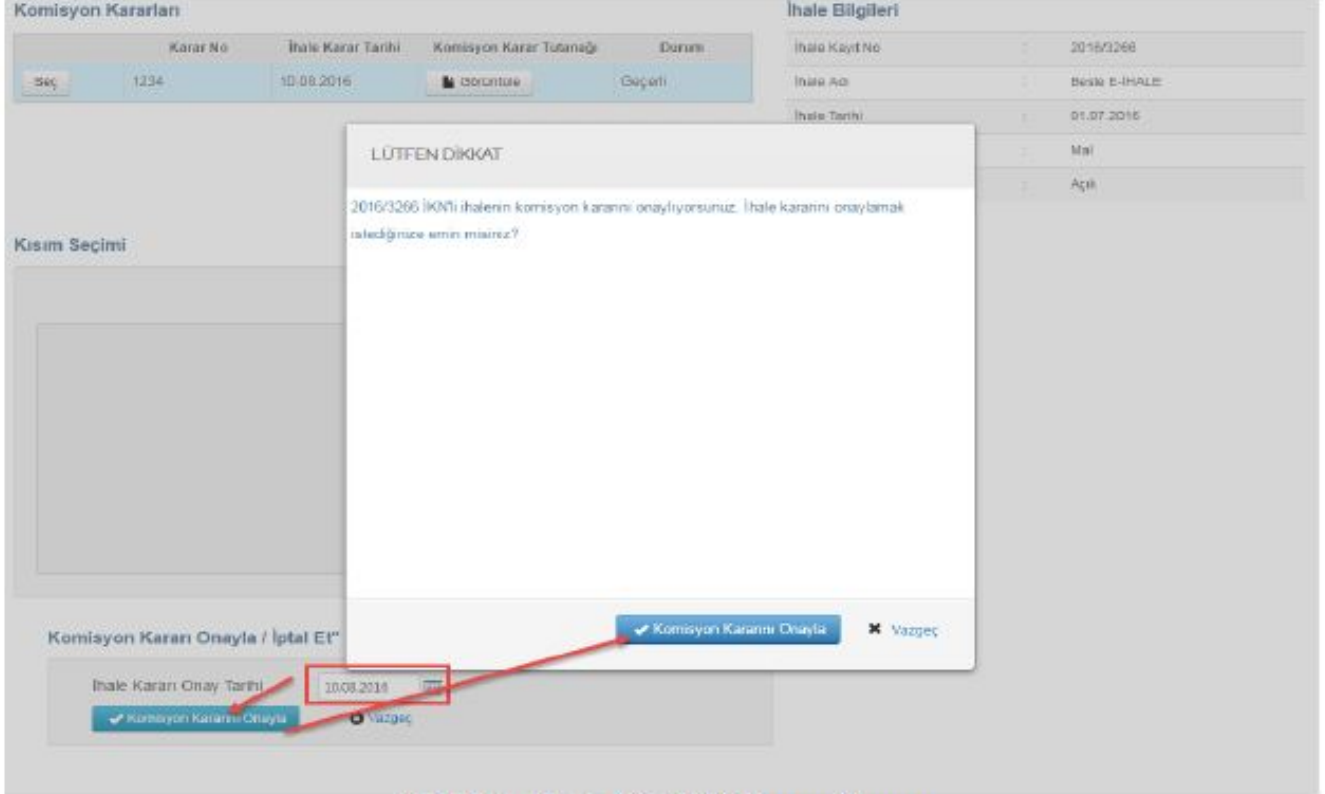 Komisyon Kararları
Karar No İhale Karar Tarihi Komisyon Karar Tutanağı Durum
Seç 1234 10.08.2016 Görüntüle Geçerli
İhale Bilgileri
İhale Kayıt No : 2016/3266
İhale Adı : Beste E-İHALE
İhale Tarihi : 01.07.2016
: Mal
: Açık
LÜTFEN DİKKAT
2016/3266 İKN'li ihalenin komisyon kararını onaylıyorsunuz. İhale kararını onaylamak
istediğinize emin misiniz?
Komisyon Kararını Onayla Vazgeç
Kısım Seçimi
Komisyon Kararı Onayla / İptal Et"
İhale Kararı Onay Tarihi 10.08.2016
Komisyon Kararını Onayla Vazgeç